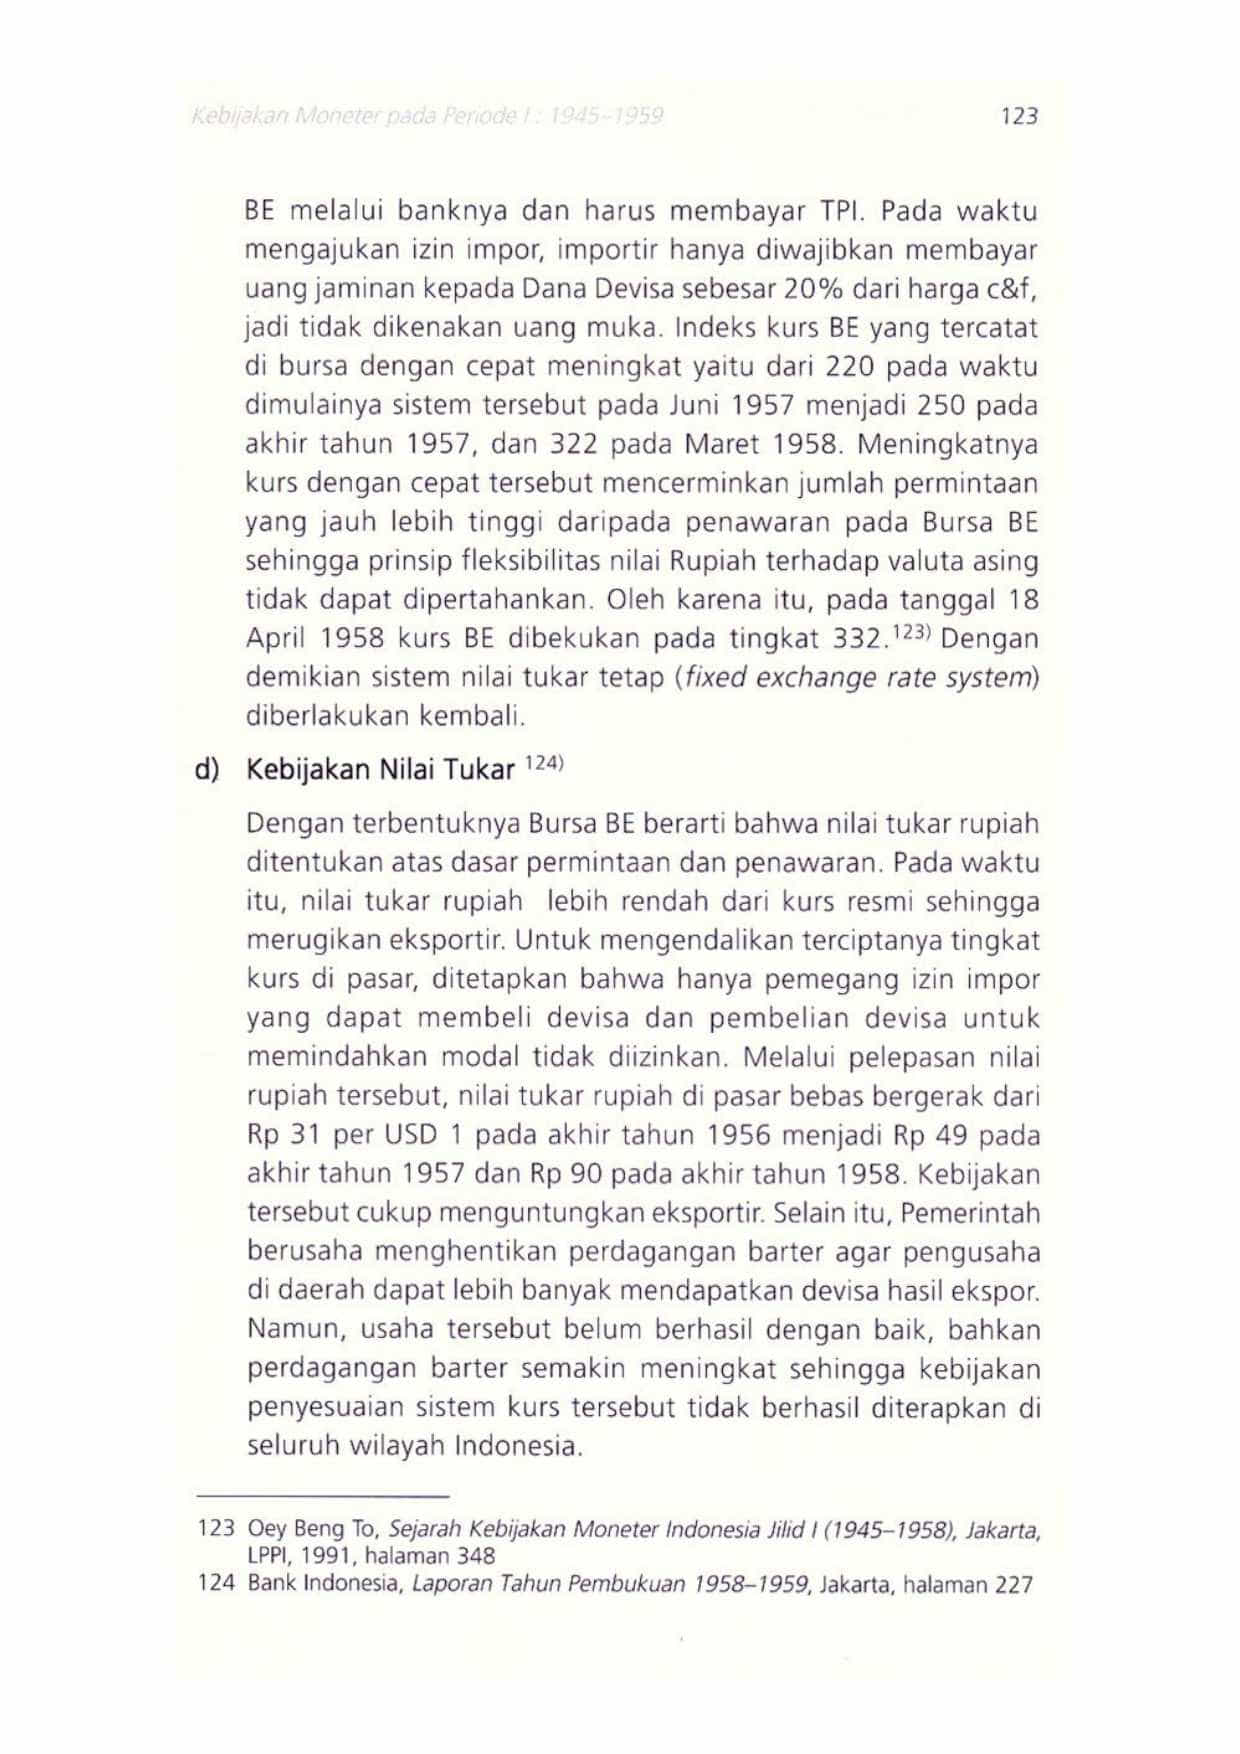 Kebijakan Moneter pada Periode I : 1945–1959 123
BE melalui banknya dan harus membayar TPI. Pada waktu
mengajukan izin impor, importir hanya diwajibkan membayar
uang jaminan kepada Dana Devisa sebesar 20% dari harga c&f,
jadi tidak dikenakan uang muka. Indeks kurs BE yang tercatat
di bursa dengan cepat meningkat yaitu dari 220 pada waktu
dimulainya sistem tersebut pada Juni 1957 menjadi 250 pada
akhir tahun 1957, dan 322 pada Maret 1958. Meningkatnya
kurs dengan cepat tersebut mencerminkan jumlah permintaan
yang jauh lebih tinggi daripada penawaran pada Bursa BE
sehingga prinsip fleksibilitas nilai Rupiah terhadap valuta asing
tidak dapat dipertahankan. Oleh karena itu, pada tanggal 18
April 1958 kurs BE dibekukan pada tingkat 332.123) Dengan
demikian sistem nilai tukar tetap (fixed exchange rate system)
diberlakukan kembali.
d) Kebijakan Nilai Tukar 124)
Dengan terbentuknya Bursa BE berarti bahwa nilai tukar rupiah
ditentukan atas dasar permintaan dan penawaran. Pada waktu
itu, nilai tukar rupiah lebih rendah dari kurs resmi sehingga
merugikan eksportir. Untuk mengendalikan terciptanya tingkat
kurs di pasar, ditetapkan bahwa hanya pemegang izin impor
yang dapat membeli devisa dan pembelian devisa untuk
memindahkan modal tidak diizinkan. Melalui pelepasan nilai
rupiah tersebut, nilai tukar rupiah di pasar bebas bergerak dari
Rp 31 per USD 1 pada akhir tahun 1956 menjadi Rp 49 pada
akhir tahun 1957 dan Rp 90 pada akhir tahun 1958. Kebijakan
tersebut cukup menguntungkan eksportir. Selain itu, Pemerintah
berusaha menghentikan perdagangan barter agar pengusaha
di daerah dapat lebih banyak mendapatkan devisa hasil ekspor.
Namun, usaha tersebut belum berhasil dengan baik, bahkan
perdagangan barter semakin meningkat sehingga kebijakan
penyesuaian sistem kurs tersebut tidak berhasil diterapkan di
seluruh wilayah Indonesia.
123 Oey Beng To, Sejarah Kebijakan Moneter Indonesia Jilid I (1945–1958), Jakarta,
LPPI, 1991, halaman 348
124 Bank Indonesia, Laporan Tahun Pembukuan 1958–1959, Jakarta, halaman 227